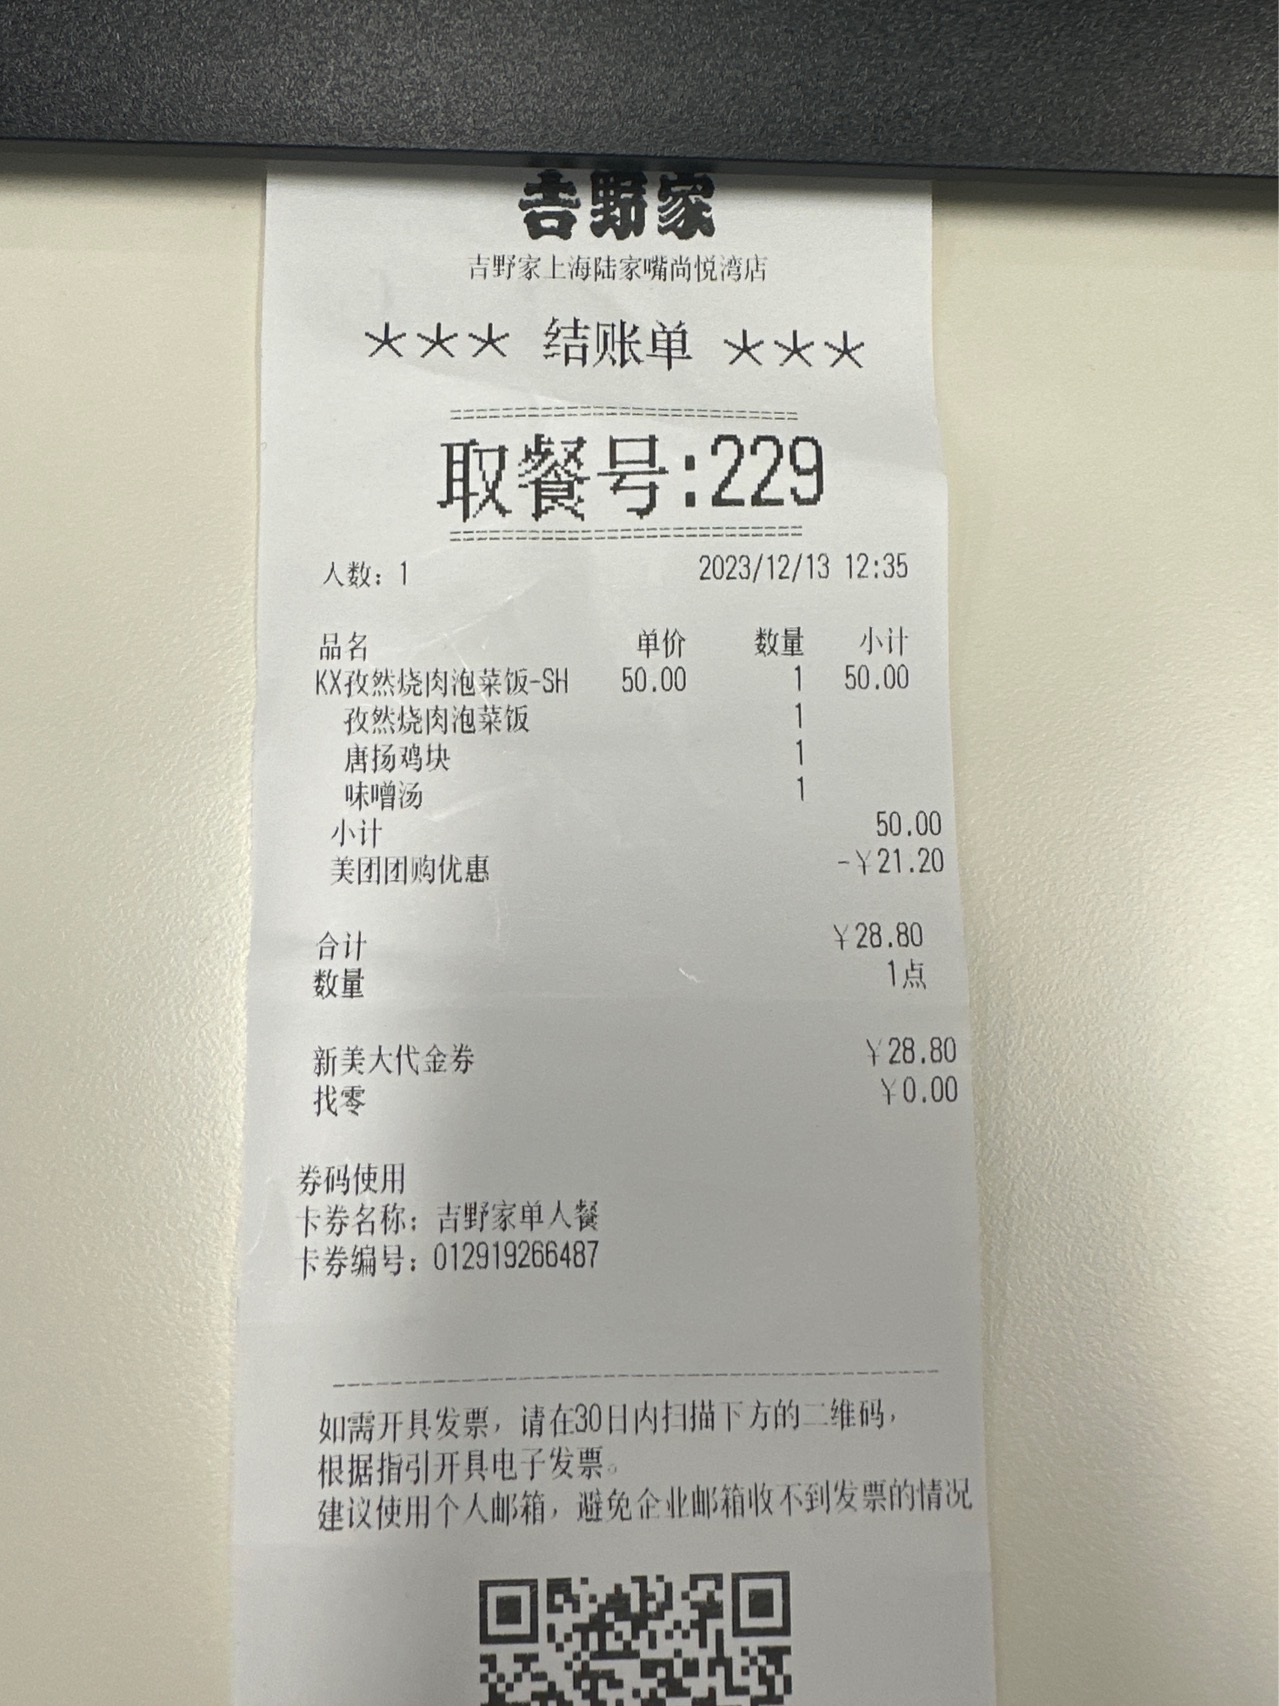 吉野家
吉野家上海陆家嘴尚悦湾店
*** 结账单 ***
==============================
取餐号:229
==============================
人数：1 2023/12/13 12:35
品名 单价 数量 小计
KX孜然烧肉泡菜饭-SH 50.00 1 50.00
孜然烧肉泡菜饭 1
唐扬鸡块 1
味噌汤 1
小计 50.00
美团团购优惠 -￥21.20
合计 ￥28.80
数量 1点
新美大代金券 ￥28.80
找零 ￥0.00
券码使用
卡券名称：吉野家单人餐
卡券编号：012919266487
如需开具发票，请在30日内扫描下方的二维码，
根据指引开具电子发票。
建议使用个人邮箱，避免企业邮箱收不到发票的情况